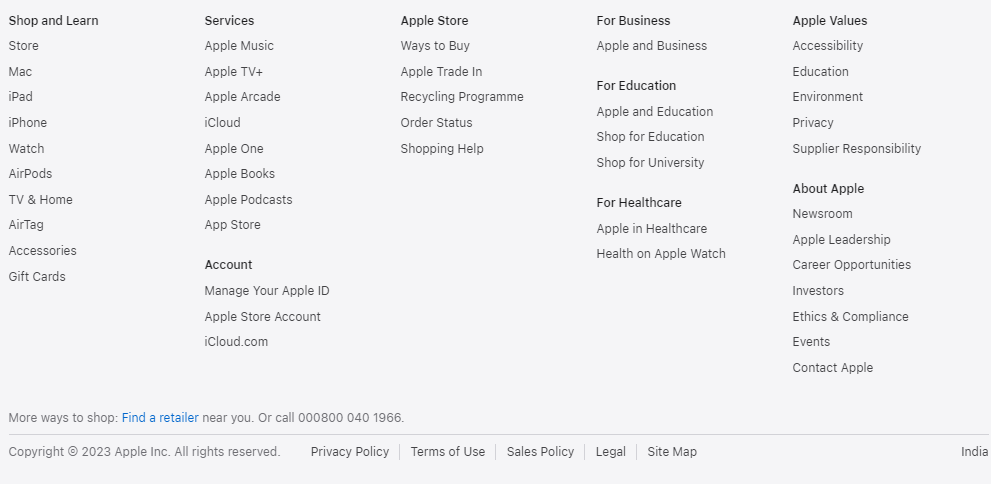 Shop and Learn
Store
Mac
iPad
iPhone
Watch
AirPods
TV & Home
AirTag
Accessories
Gift Cards
Services
Apple Music
Apple TV+
Apple Arcade
iCloud
Apple One
Apple Books
Apple Podcasts
App Store
Account
Manage Your Apple ID
Apple Store Account
iCloud.com
Apple Store
Ways to Buy
Apple Trade In
Recycling Programme
Order Status
Shopping Help
For Business
Apple and Business
For Education
Apple and Education
Shop for Education
Shop for University
For Healthcare
Apple in Healthcare
Health on Apple Watch
Apple Values
Accessibility
Education
Environment
Privacy
Supplier Responsibility
About Apple
Newsroom
Apple Leadership
Career Opportunities
Investors
Ethics & Compliance
Events
Contact Apple
More ways to shop: Find a retailer near you. Or call 000800 040 1966.
Copyright © 2023 Apple Inc. All rights reserved. Privacy Policy Terms of Use Sales Policy Legal Site Map India